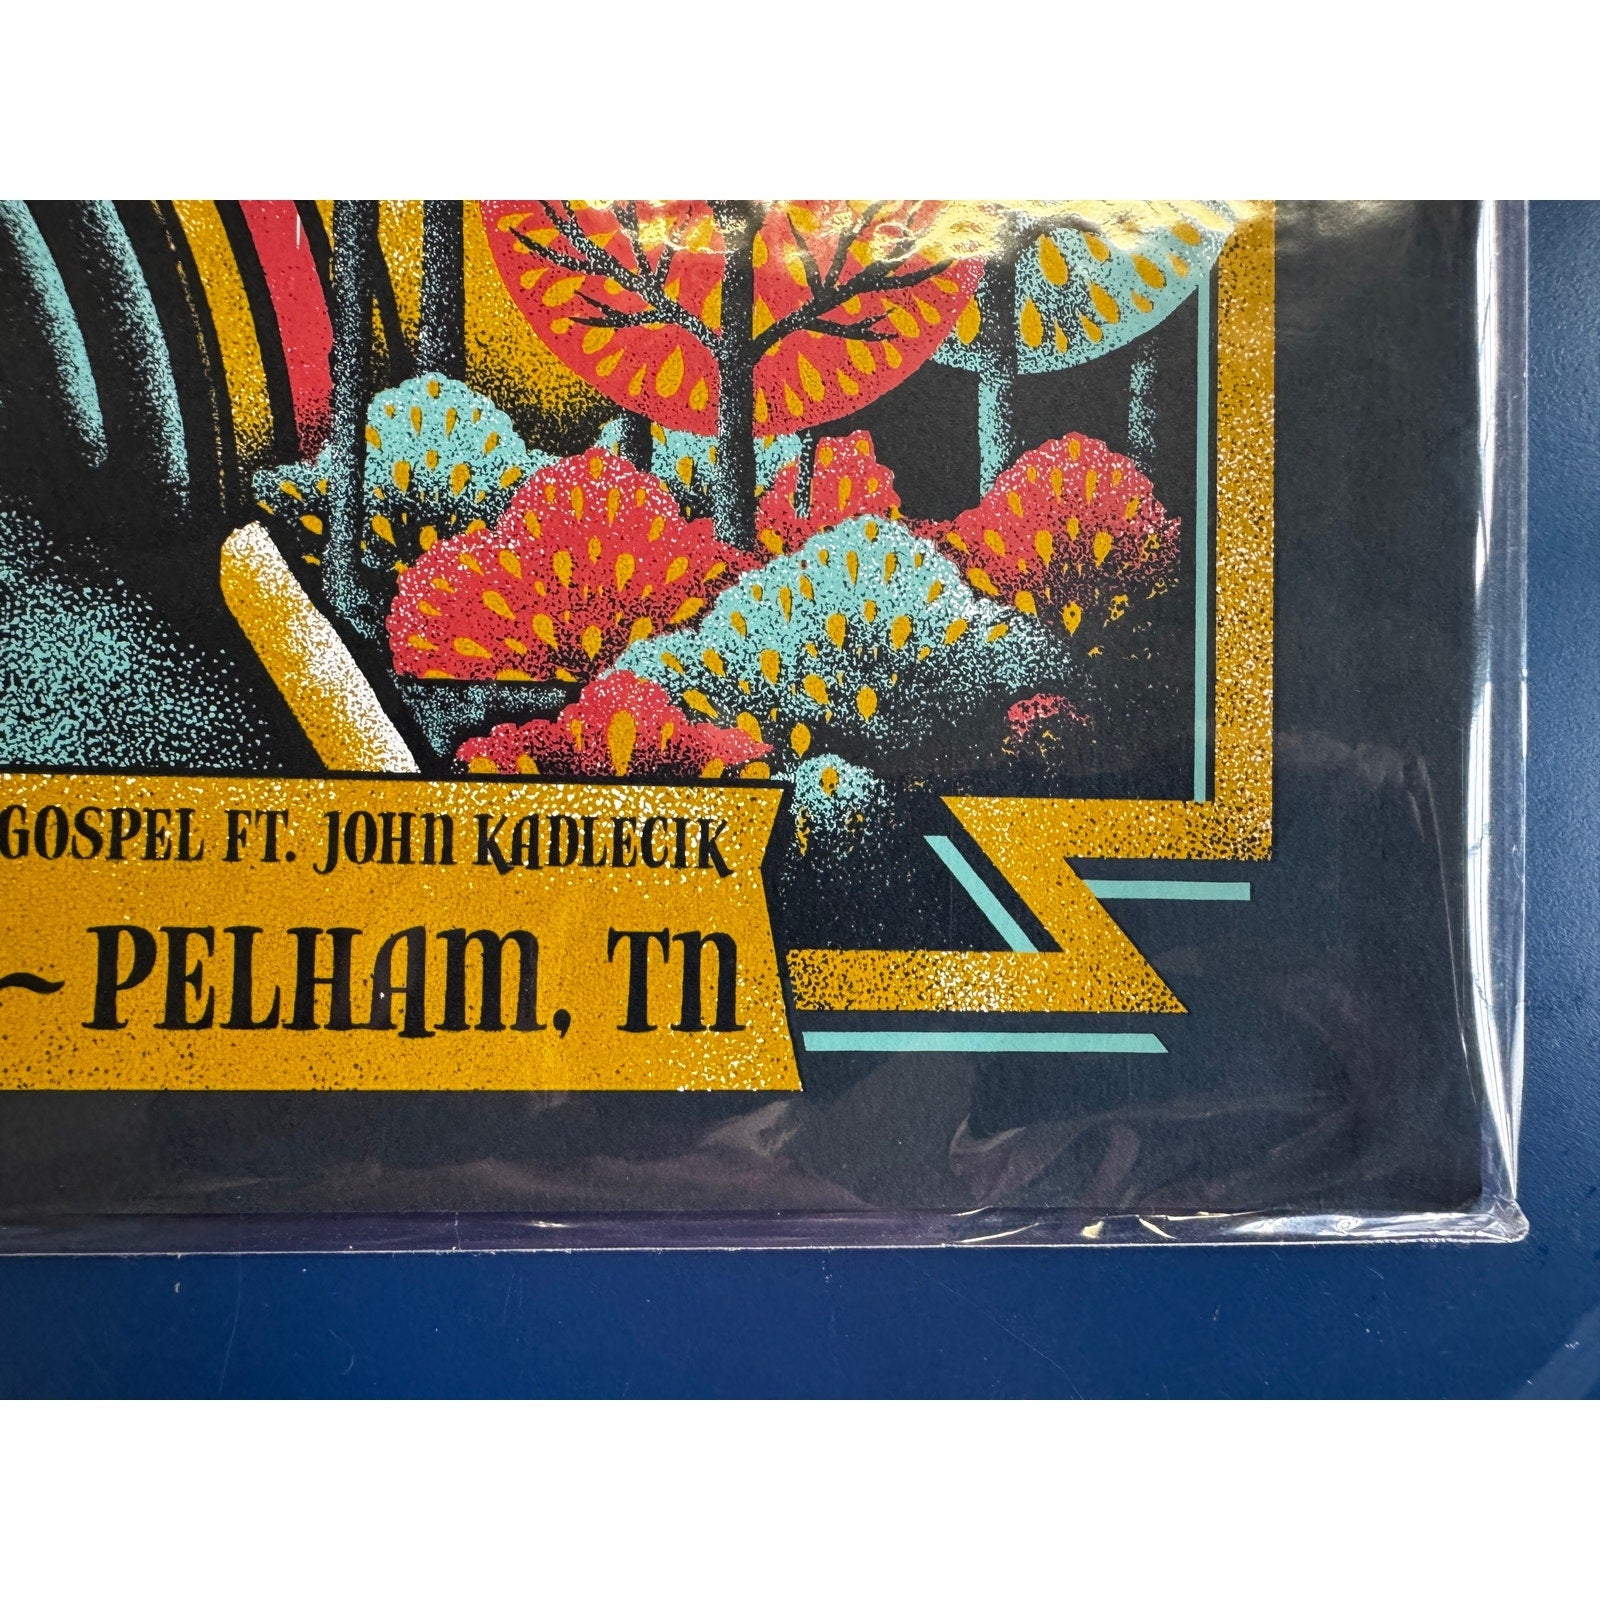 GOSPEL FT. JOHN KADLECIK
~ PELHAM, TN